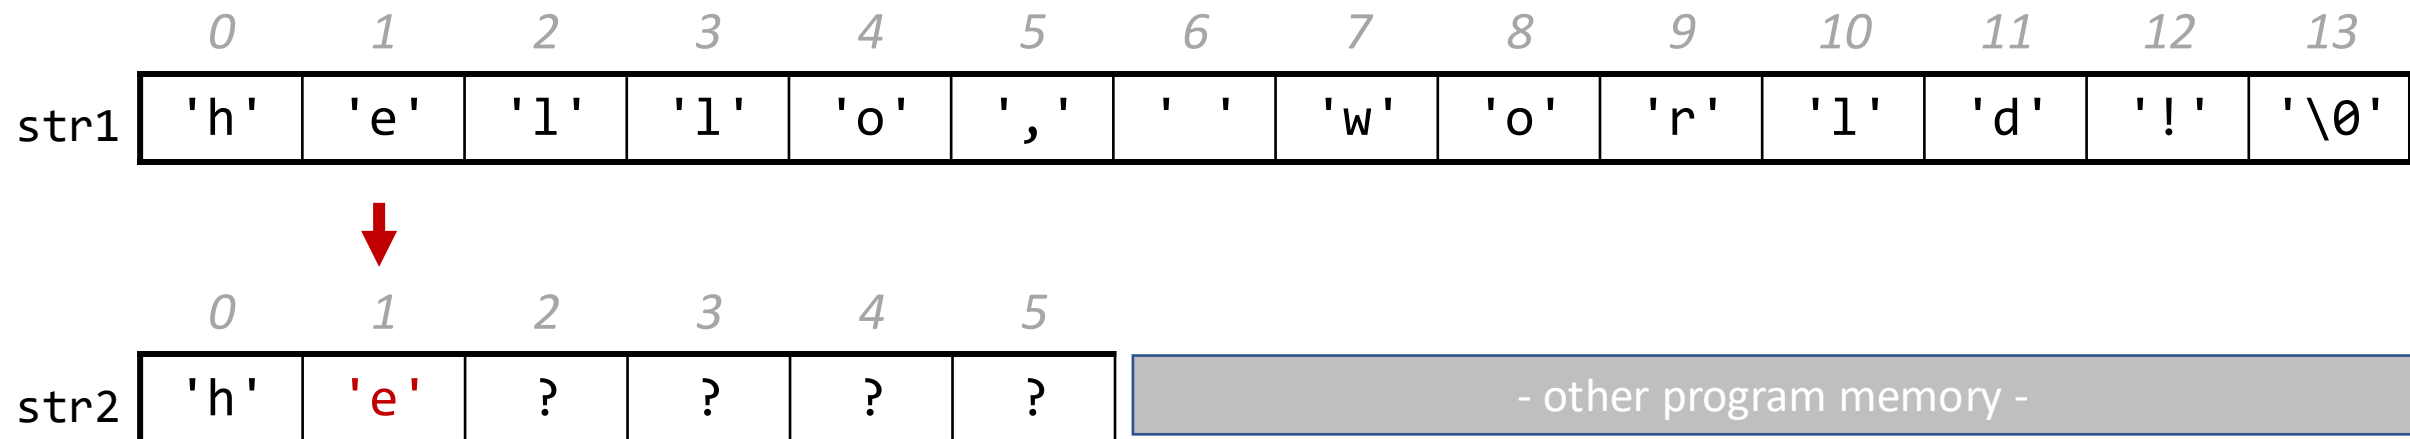 0 1 2 3 4 5 6 7 8 9 10 11 12 13
str1 'h' 'e' 'l' 'l' 'o' ',' ' ' 'w' 'o' 'r' 'l' 'd' '!' '\0'
0 1 2 3 4 5
str2 'h' 'e' ? ? ? ? - other program memory -